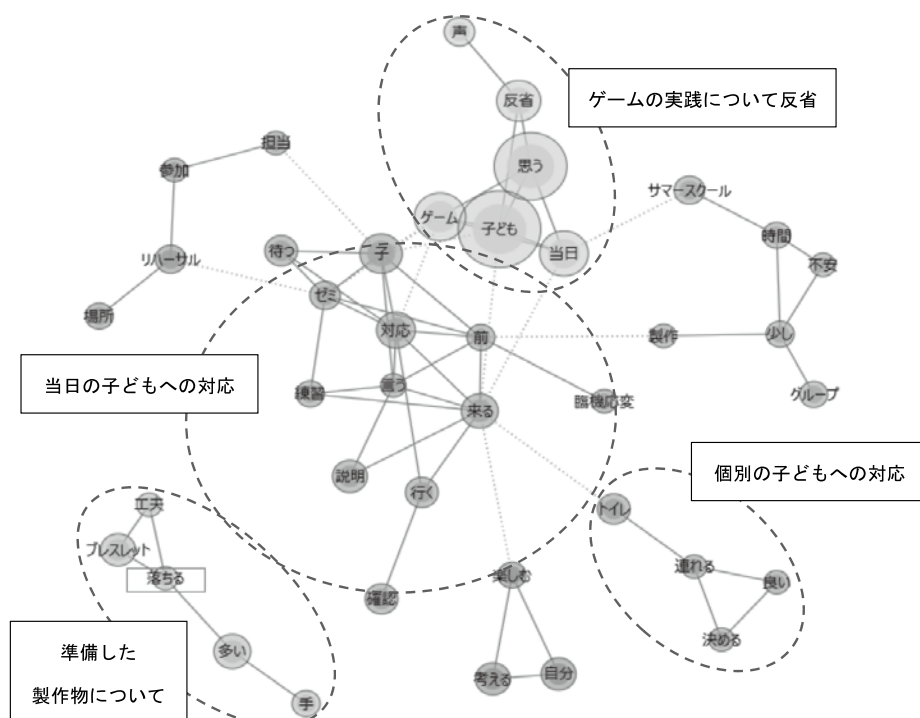 声
反省
ゲームの実践について反省
担当
参加
思う
サマースクール
ゲーム
子ども
時間
待つ
子
当日
リハーサル
不安
ゼミ
場所
対応
前
製作
少し
当日の子どもへの対応
言う
練習
来る
臨機応変
グループ
説明
行く
個別の子どもへの対応
工夫
トイレ
ブレスレット
落ちる
連れる
楽しむ
良い
確認
準備した
製作物について
多い
決める
考える
自分
手